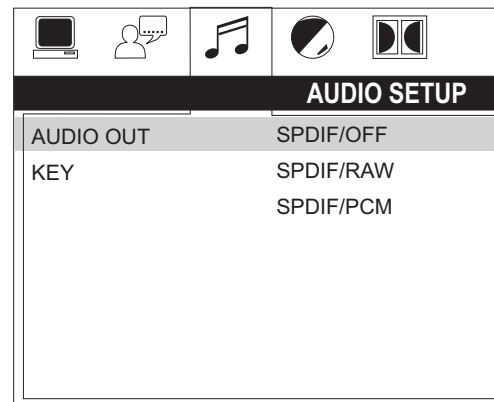 AUDIO SETUP
AUDIO OUT SPDIF/OFF
KEY SPDIF/RAW
SPDIF/PCM